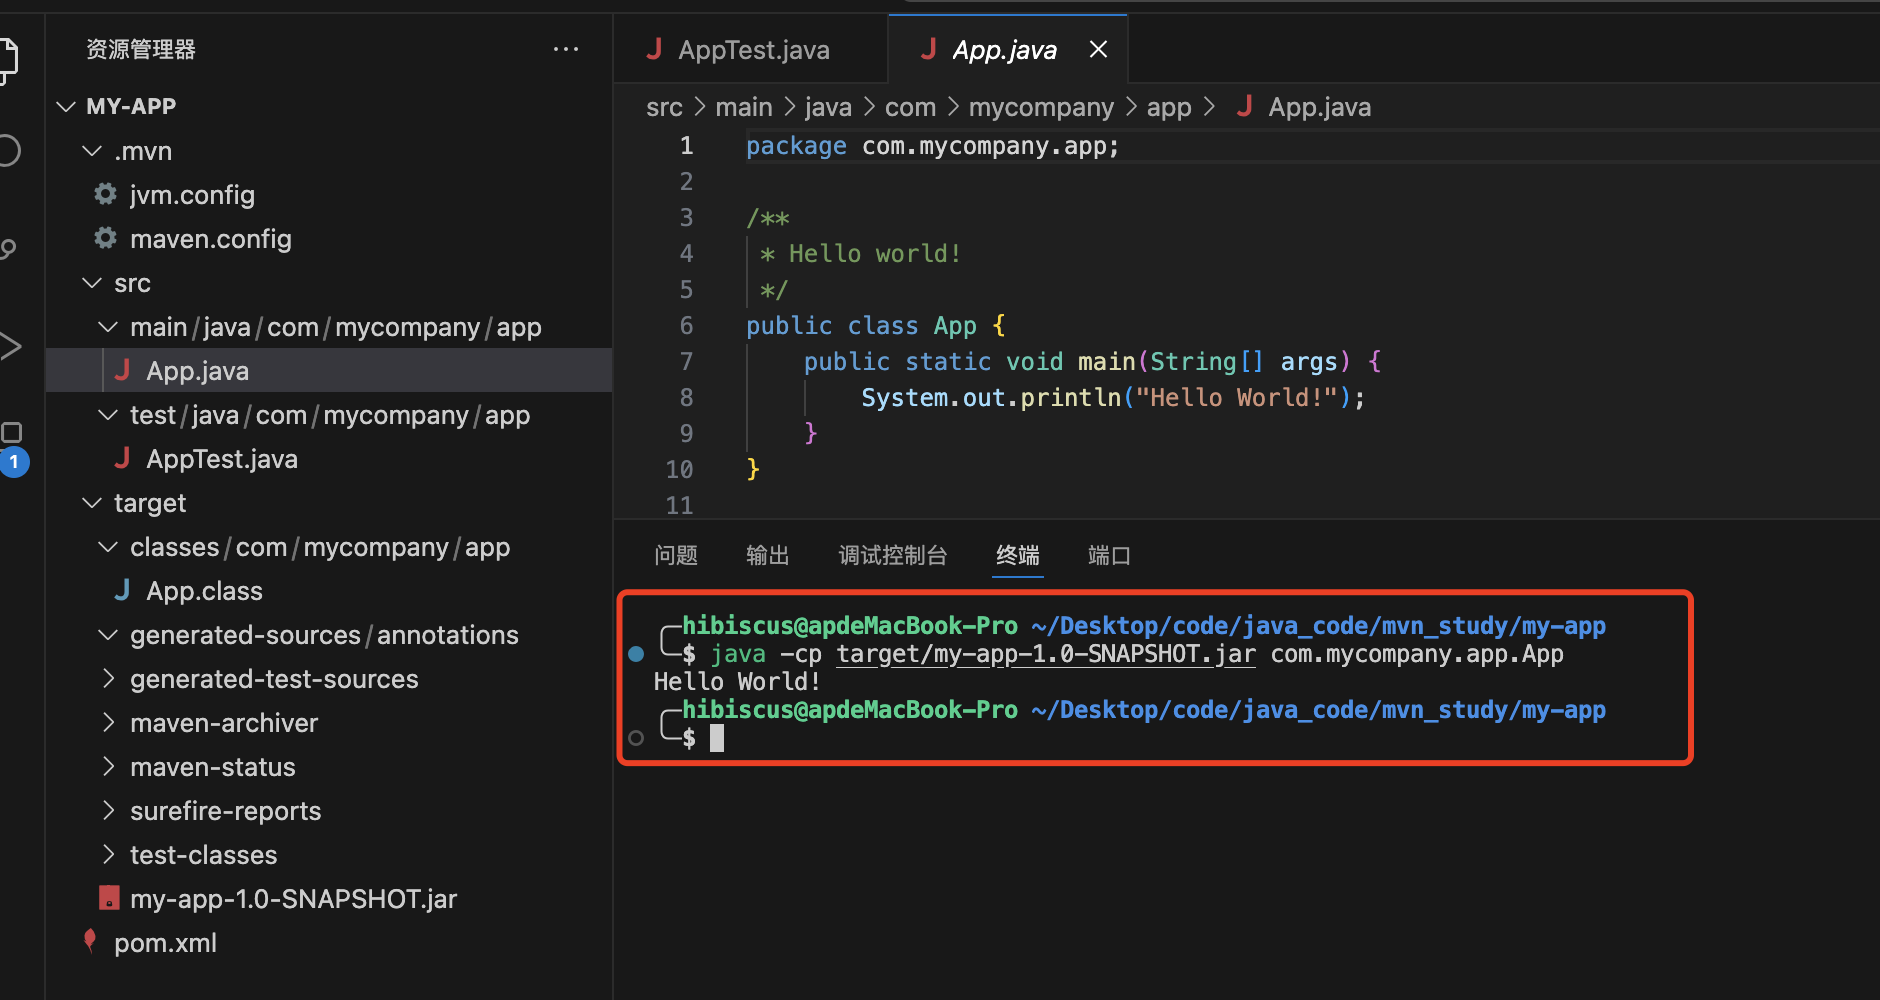 资源管理器
MY-APP
.mvn
jvm.config
maven.config
src
main/java/com/mycompany/app
App.java
test/java/com/mycompany/app
AppTest.java
target
classes/com/mycompany/app
App.class
generated-sources/annotations
generated-test-sources
maven-archiver
maven-status
surefire-reports
test-classes
my-app-1.0-SNAPSHOT.jar
pom.xml
1
AppTest.java
App.java
src > main > java > com > mycompany > app > App.java
1 package com.mycompany.app;
2
3 /**
4  * Hello world!
5  */
6 public class App {
7     public static void main(String[] args) {
8         System.out.println("Hello World!");
9     }
10 }
11
问题 输出 调试控制台 终端 端口
╭─hibiscus@apdeMacBook-Pro ~/Desktop/code/java_code/mvn_study/my-app
╰─$ java -cp target/my-app-1.0-SNAPSHOT.jar com.mycompany.app.App
Hello World!
╭─hibiscus@apdeMacBook-Pro ~/Desktop/code/java_code/mvn_study/my-app
╰─$